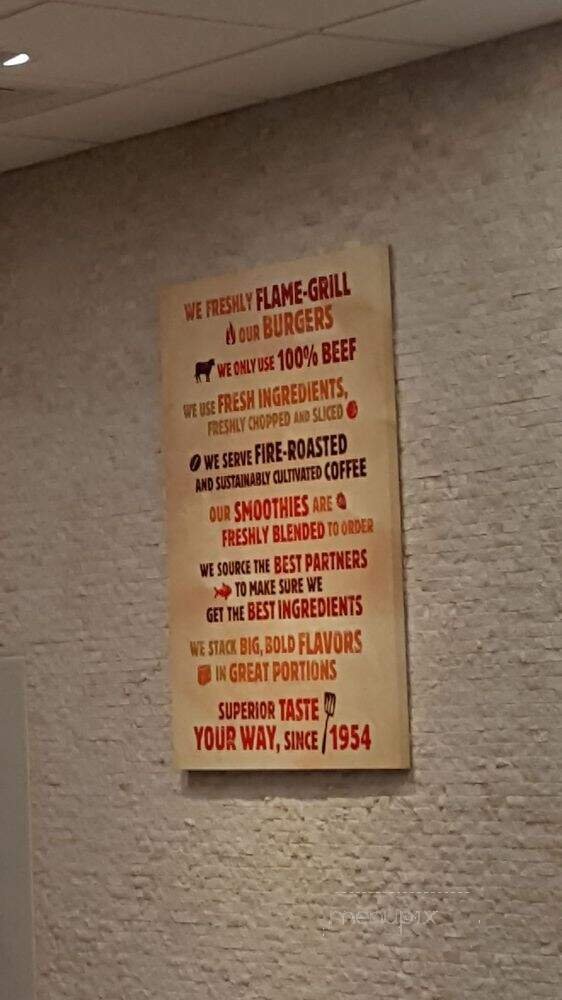 WE FRESHLY FLAME-GRILL
OUR BURGERS
WE ONLY USE 100% BEEF
WE USE FRESH INGREDIENTS,
FRESHLY CHOPPED AND SLICED
WE SERVE FIRE-ROASTED
AND SUSTAINABLY CULTIVATED COFFEE
OUR SMOOTHIES ARE
FRESHLY BLENDED TO ORDER
WE SOURCE THE BEST PARTNERS
TO MAKE SURE WE
GET THE BEST INGREDIENTS
WE STACK BIG, BOLD FLAVORS
IN GREAT PORTIONS
SUPERIOR TASTE
YOUR WAY, SINCE 1954
menupix